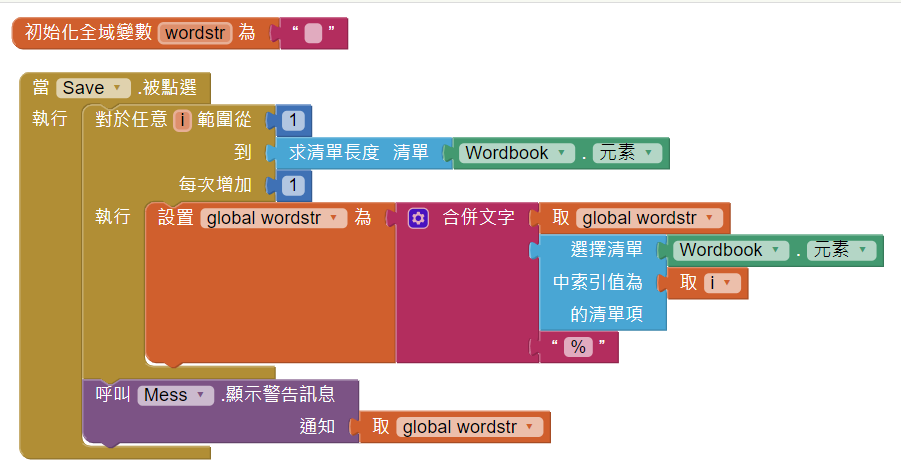 初始化全域變數 wordstr 為 “ ”
當 Save .被點選
執行 對於任意 i 範圍從 1
到 求清單長度 清單 Wordbook . 元素
每次增加 1
執行 設置 global wordstr 為 合併文字 取 global wordstr
選擇清單 Wordbook . 元素
中索引值為 取 i
的清單項
“ % ”
呼叫 Mess .顯示警告訊息
通知 取 global wordstr